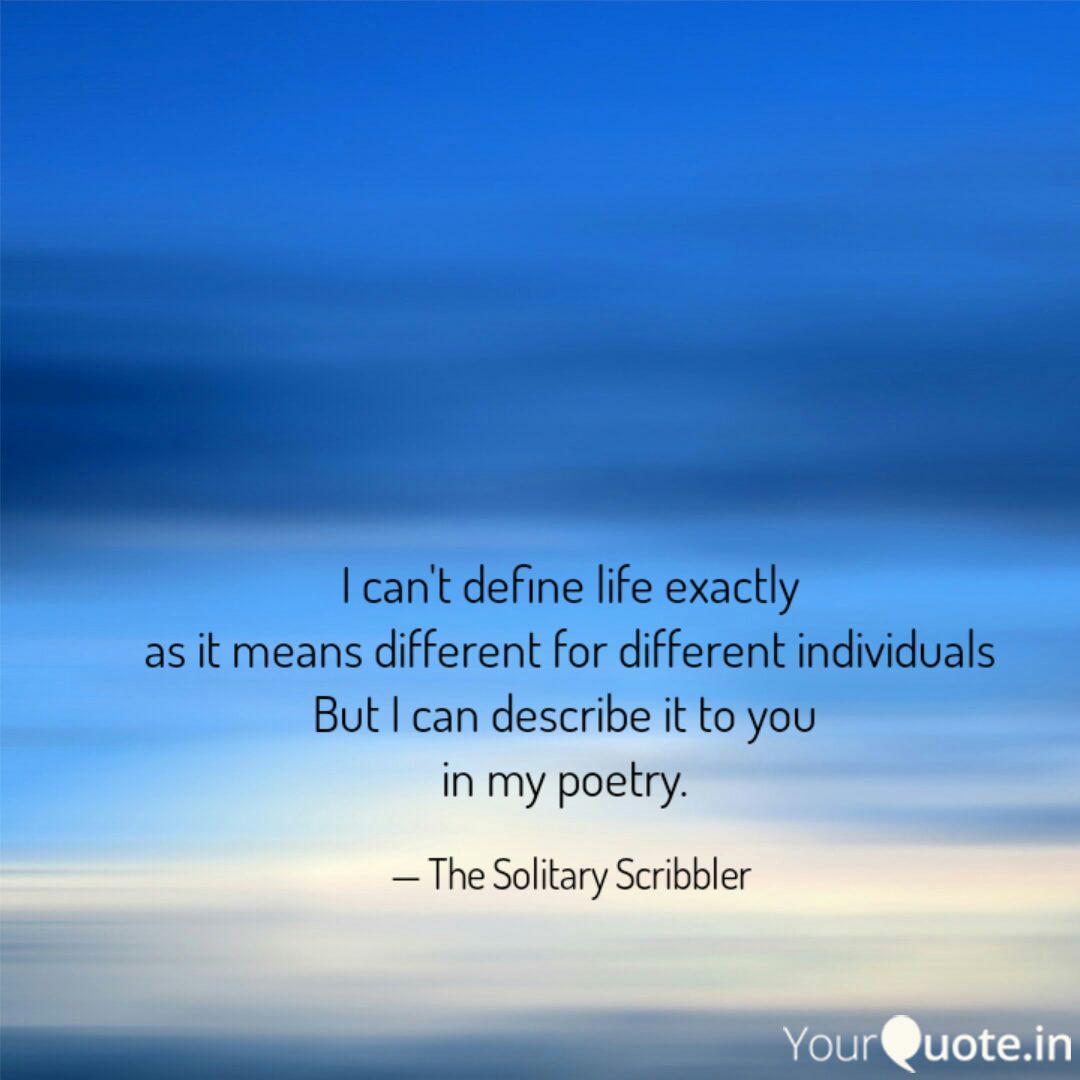 I can't define life exactly
as it means different for different individuals
But I can describe it to you
in my poetry.
— The Solitary Scribbler
YourQuote.in